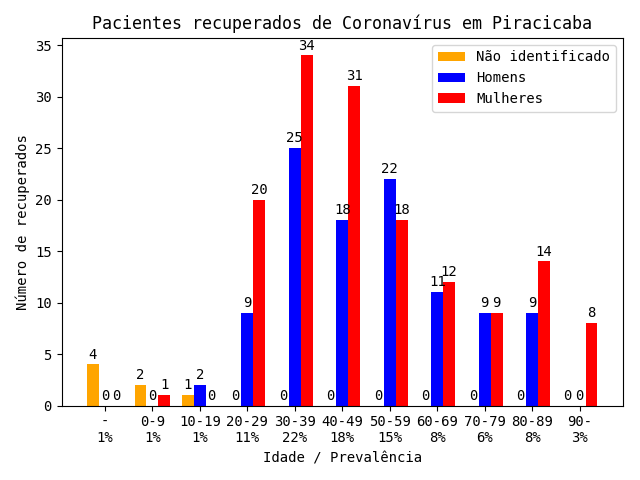 Pacientes recuperados de Coronavírus em Piracicaba
Não identificado
Homens
Mulheres
Número de recuperados
35
30
25
20
15
10
5
0
4 0 0
2 0 1
1 2 0
0 9 20
0 25 34
0 18 31
0 22 18
0 11 12
0 9 9
0 9 14
0 0 8
- 0-9 10-19 20-29 30-39 40-49 50-59 60-69 70-79 80-89 90-
1% 1% 1% 11% 22% 18% 15% 8% 6% 8% 3%
Idade / Prevalência